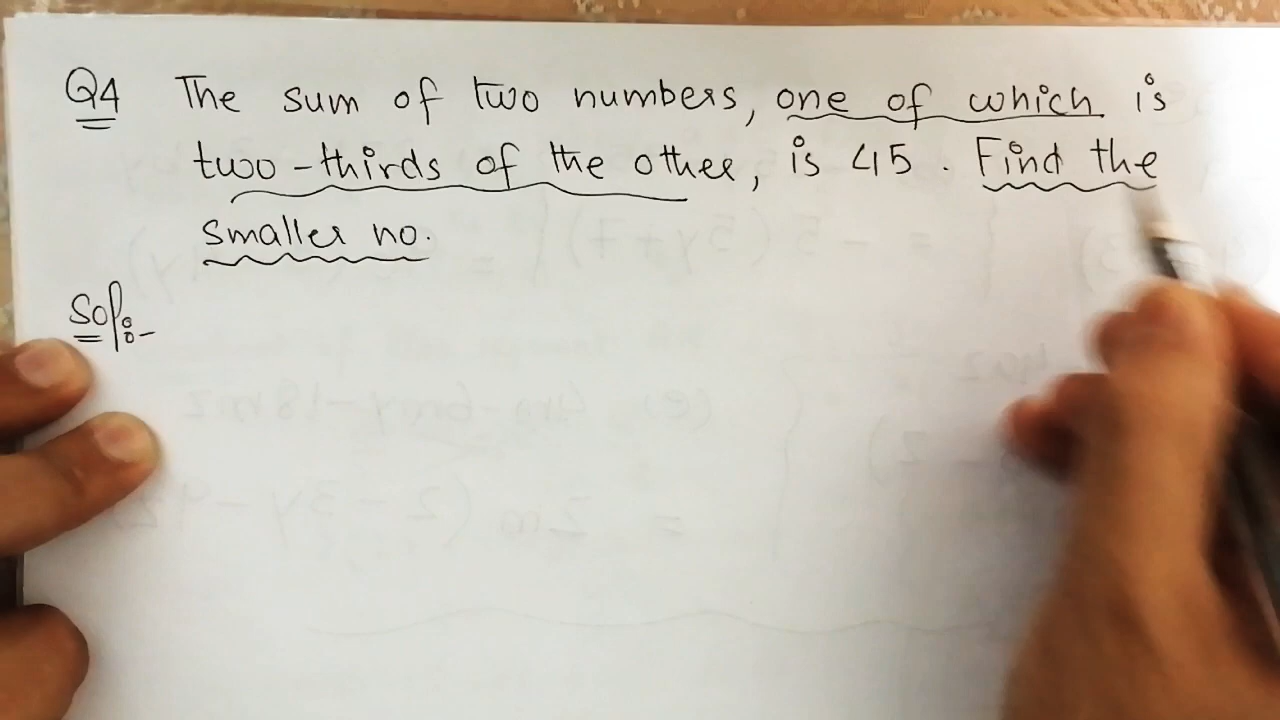 Q4 The sum of two numbers, one of which is
two-thirds of the other, is 45. Find the
smaller no.
Sol:-